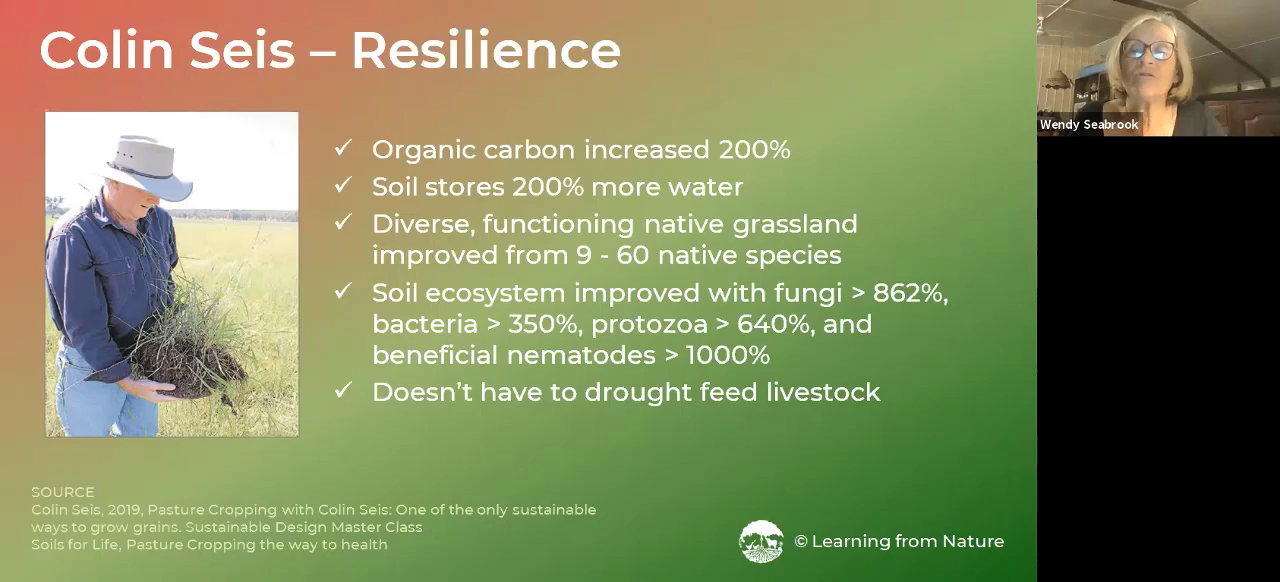 Colin Seis – Resilience
Wendy Seabrook
✓ Organic carbon increased 200%
✓ Soil stores 200% more water
✓ Diverse, functioning native grassland
improved from 9 - 60 native species
✓ Soil ecosystem improved with fungi > 862%,
bacteria > 350%, protozoa > 640%, and
beneficial nematodes > 1000%
✓ Doesn’t have to drought feed livestock
SOURCE
Colin Seis, 2019, Pasture Cropping with Colin Seis: One of the only sustainable
ways to grow grains. Sustainable Design Master Class
Soils for Life, Pasture Cropping the way to health
© Learning from Nature